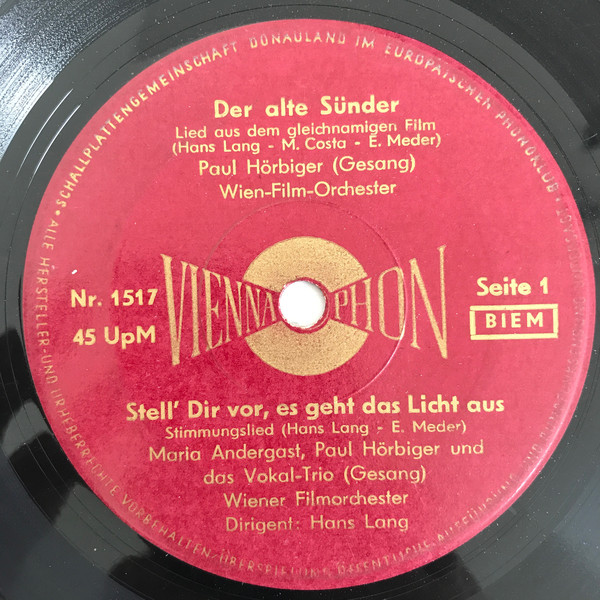 SCHALLPLATTENGEMEINSCHAFT DONAULAND IM EUROPÄISCHEN PHONOKLUB
Der alte Sünder
Lied aus dem gleichnamigen Film
(Hans Lang - M. Costa - E. Meder)
Paul Hörbiger (Gesang)
Wien-Film-Orchester
VIENNAPHON
Nr. 1517
45 UpM
Seite 1
BIEM
Stell' Dir vor, es geht das Licht aus
Stimmungslied (Hans Lang - E. Meder)
Maria Andergast, Paul Hörbiger und
das Vokal-Trio (Gesang)
Wiener Filmorchester
Dirigent: Hans Lang
• ALLE HERSTELLER- UND URHEBERRECHTE VORBEHALTEN - ÜBERSPIELUNG, ÖFFENTLICHE AUFFÜHRUNG